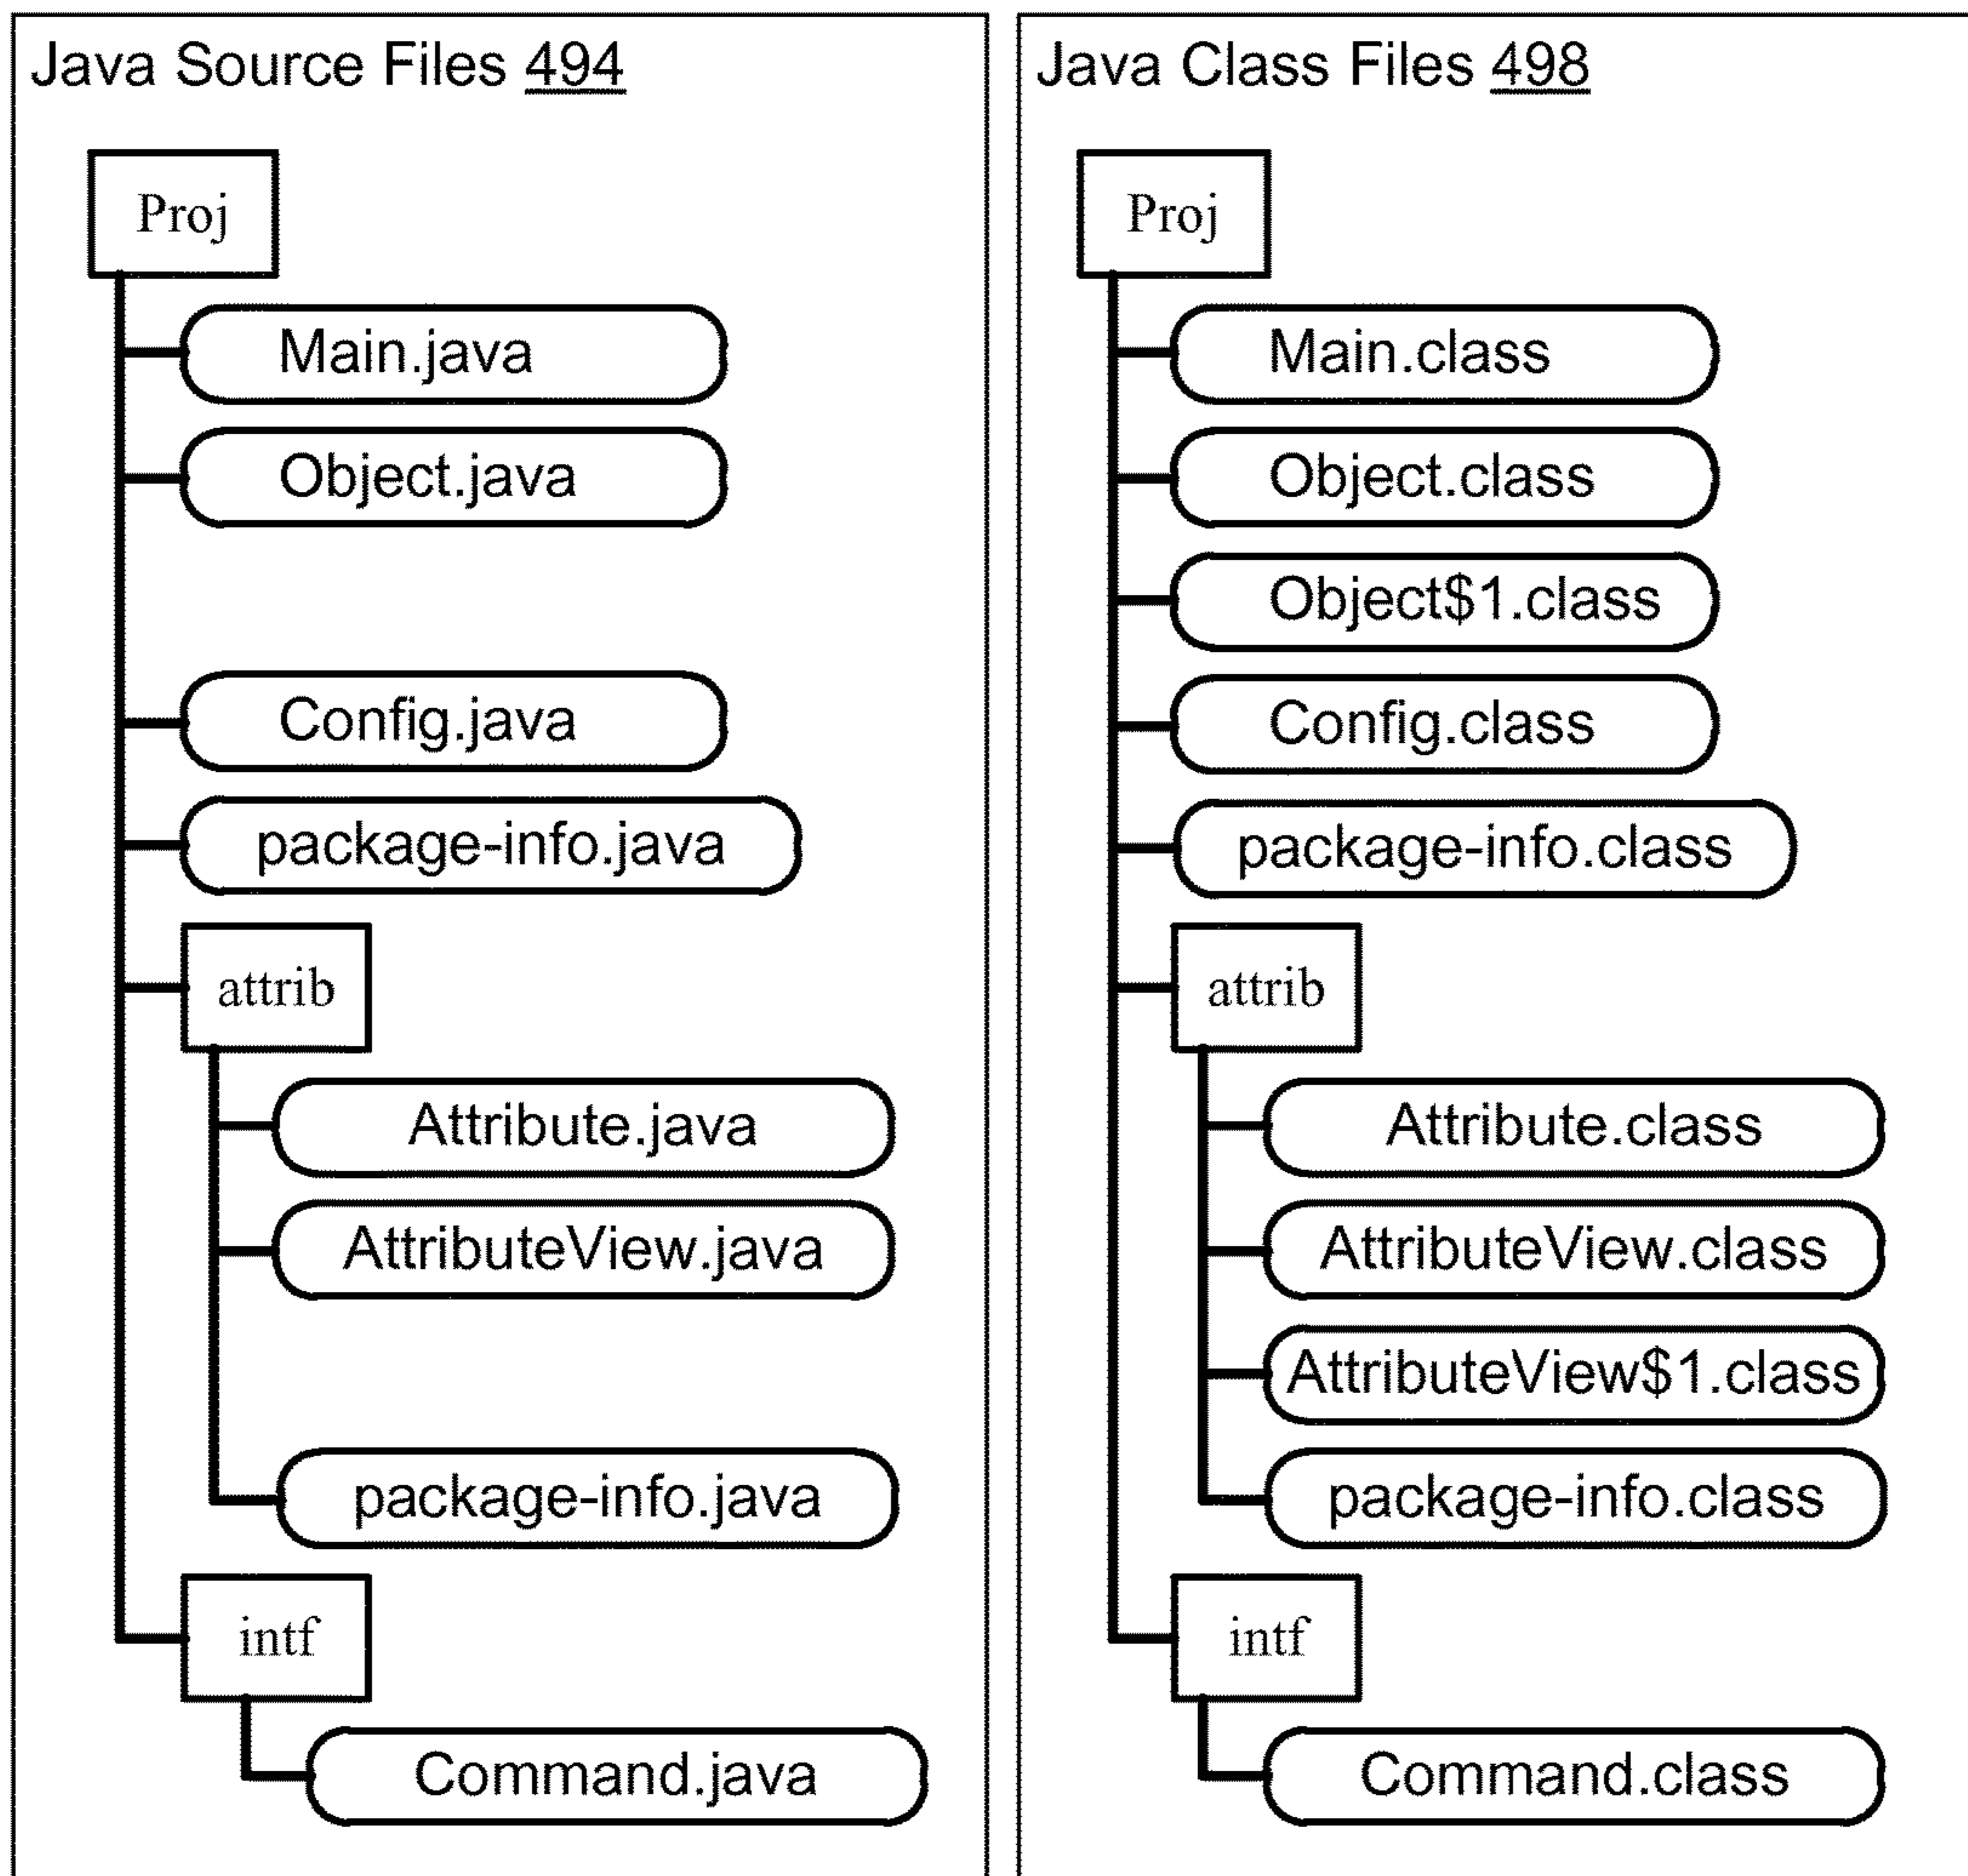 Java Source Files 494
Proj
Main.java
Object.java
Config.java
package-info.java
attrib
Attribute.java
AttributeView.java
package-info.java
intf
Command.java
Java Class Files 498
Proj
Main.class
Object.class
Object$1.class
Config.class
package-info.class
attrib
Attribute.class
AttributeView.class
AttributeView$1.class
package-info.class
intf
Command.class